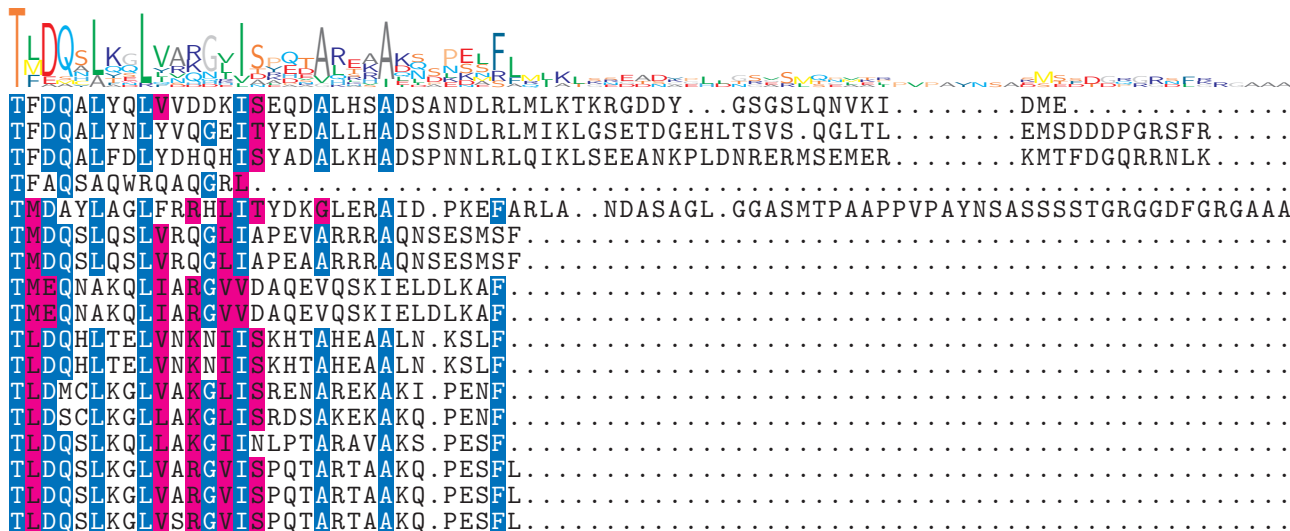 TFDQALYQLVVDDKISEQDALHSADSANDLRLMLKTKRGDDY...GSGSLQNVKI........DME..............
TFDQALYNLYVQGEITYEDALLHADSSNDLRLMIKLGSETDGEHLTSVS.QGLTL........EMSDDDPGRSFR.....
TFDQALFDLYDHQHISYADALKHADSPNNLRLQIKLSEEANKPLDNRERMSEMER........KMTFDGQRRNLK.....
TFAQSAQWRQAQGRL.................................................................
TMDAYLAGLFRRHLITYDKGLERAID.PKEFARLA..NDASAGL.GGASMTPAAPPVPAYNSASSSSTGRGGDFGRGAAA
TMDQSLQSLVRQGLIAPEVARRRAQNSESMSF................................................
TMDQSLQSLVRQGLIAPEAARRRAQNSESMSF................................................
TMEQNAKQLIARGVVDAQEVQSKIELDLKAF.................................................
TMEQNAKQLIARGVVDAQEVQSKIELDLKAF.................................................
TLDQHLTELVNKNIISKHTAHEAALN.KSLF.................................................
TLDQHLTELVNKNIISKHTAHEAALN.KSLF.................................................
TLDMCLKGLVAKGLISRENAREKAKI.PENF.................................................
TLDSCLKGLLAKGLISRDSAKEKAKQ.PENF.................................................
TLDQSLKQLLAKGIINLPTARAVAKS.PESF.................................................
TLDQSLKGLVARGVISPQTARTAAKQ.PESFL................................................
TLDQSLKGLVARGVISPQTARTAAKQ.PESFL................................................
TLDQSLKGLVSRGVISPQTARTAAKQ.PESFL................................................